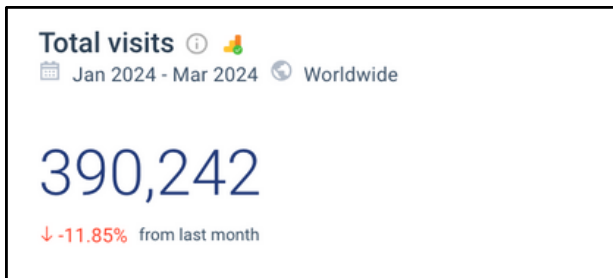 Total visits
Jan 2024 - Mar 2024 Worldwide
390,242
↓ -11.85% from last month